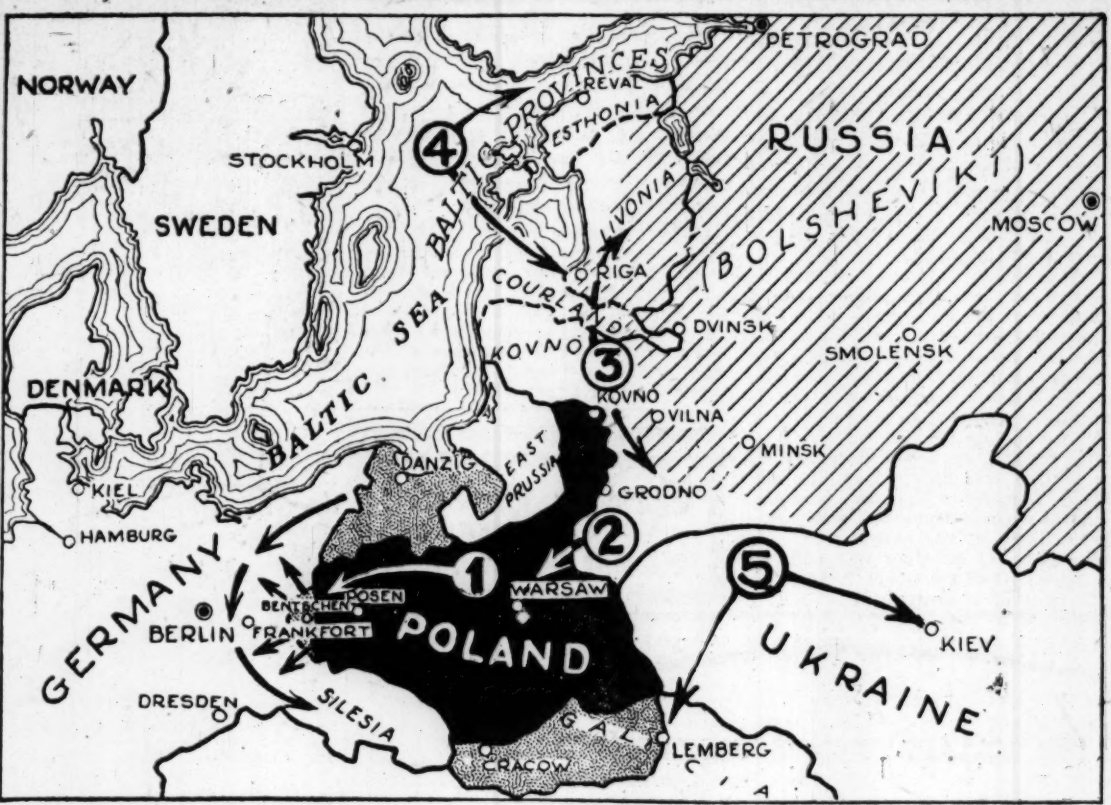 PETROGRAD
NORWAY
BALTIC PROVINCES
REVAL
ESTHONIA
4
RUSSIA
(BOLSHEVIKI)
STOCKHOLM
MOSCOW
SWEDEN
LIVONIA
RIGA
COURLAND
BALTIC SEA
DVINSK
KOVNO
SMOLENSK
3
DENMARK
KOVNO
VILNA
MINSK
DANZIG
EAST
PRUSSIA
KIEL
GRODNO
HAMBURG
2
GERMANY
1
5
WARSAW
POSEN
BENTSCHEN
BERLIN
FRANKFORT
POLAND
KIEV
UKRAINE
DRESDEN
SILESIA
GALICIA
LEMBERG
CRACOW